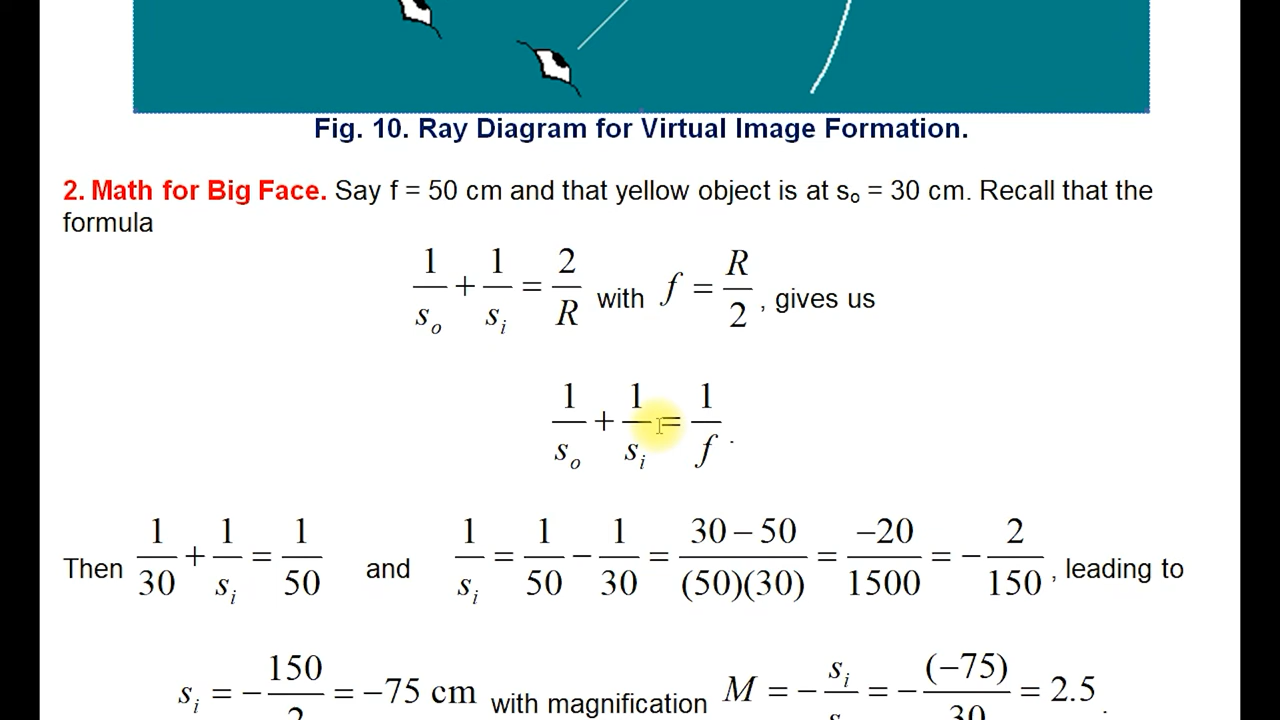 Fig. 10. Ray Diagram for Virtual Image Formation.
2. Math for Big Face. Say f = 50 cm and that yellow object is at sₒ = 30 cm. Recall that the
formula
1/sₒ + 1/sᵢ = 2/R with f = R/2 , gives us
1/sₒ + 1/sᵢ = 1/f .
Then 1/30 + 1/sᵢ = 1/50 and 1/sᵢ = 1/50 − 1/30 = (30 − 50)/((50)(30)) = −20/1500 = −2/150 , leading to
sᵢ = −150/2 = −75 cm with magnification M = −sᵢ/s = −(−75)/30 = 2.5 .